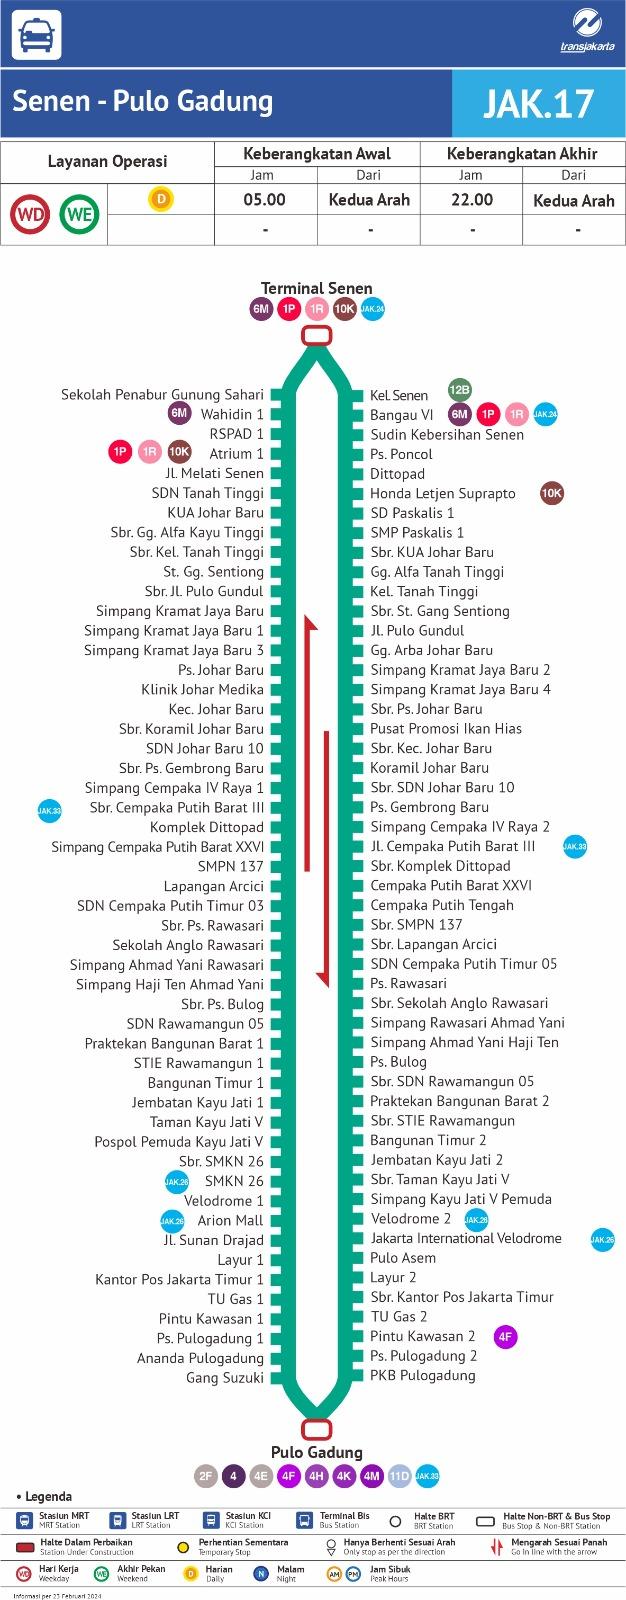 transjakarta
Senen - Pulo Gadung
JAK.17
Layanan Operasi
Keberangkatan Awal
Keberangkatan Akhir
Jam
Dari
Jam
Dari
WD
WE
D
05.00
Kedua Arah
22.00
Kedua Arah
-
-
-
-
Terminal Senen
6M
1P
1R
10K
JAK.24
Sekolah Penabur Gunung Sahari
6M
Wahidin 1
RSPAD 1
1P
1R
10K
Atrium 1
Jl. Melati Senen
SDN Tanah Tinggi
KUA Johar Baru
Sbr. Gg. Alfa Kayu Tinggi
Sbr. Kel. Tanah Tinggi
St. Gg. Sentiong
Sbr. Jl. Pulo Gundul
Simpang Kramat Jaya Baru
Simpang Kramat Jaya Baru 1
Simpang Kramat Jaya Baru 3
Ps. Johar Baru
Klinik Johar Medika
Kec. Johar Baru
Sbr. Koramil Johar Baru
SDN Johar Baru 10
Sbr. Ps. Gembrong Baru
Simpang Cempaka IV Raya 1
JAK.33
Sbr. Cempaka Putih Barat III
Komplek Dittopad
Simpang Cempaka Putih Barat XXVI
SMPN 137
Lapangan Arcici
SDN Cempaka Putih Timur 03
Sbr. Ps. Rawasari
Sekolah Anglo Rawasari
Simpang Ahmad Yani Rawasari
Simpang Haji Ten Ahmad Yani
Sbr. Ps. Bulog
SDN Rawamangun 05
Praktekan Bangunan Barat 1
STIE Rawamangun 1
Bangunan Timur 1
Jembatan Kayu Jati 1
Taman Kayu Jati V
Pospol Pemuda Kayu Jati V
Sbr. SMKN 26
JAK.26
SMKN 26
Velodrome 1
JAK.26
Arion Mall
Jl. Sunan Drajad
Layur 1
Kantor Pos Jakarta Timur 1
TU Gas 1
Pintu Kawasan 1
Ps. Pulogadung 1
Ananda Pulogadung
Gang Suzuki
Kel. Senen
12B
Bangau VI
6M
1P
1R
JAK.24
Sudin Kebersihan Senen
Ps. Poncol
Dittopad
Honda Letjen Suprapto
10K
SD Paskalis 1
SMP Paskalis 1
Sbr. KUA Johar Baru
Gg. Alfa Tanah Tinggi
Kel. Tanah Tinggi
Sbr. St. Gang Sentiong
Jl. Pulo Gundul
Gg. Arba Johar Baru
Simpang Kramat Jaya Baru 2
Simpang Kramat Jaya Baru 4
Sbr. Ps. Johar Baru
Pusat Promosi Ikan Hias
Sbr. Kec. Johar Baru
Koramil Johar Baru
Sbr. SDN Johar Baru 10
Ps. Gembrong Baru
Simpang Cempaka IV Raya 2
Jl. Cempaka Putih Barat III
JAK.33
Sbr. Komplek Dittopad
Cempaka Putih Barat XXVI
Cempaka Putih Tengah
Sbr. SMPN 137
Sbr. Lapangan Arcici
SDN Cempaka Putih Timur 05
Ps. Rawasari
Sbr. Sekolah Anglo Rawasari
Simpang Rawasari Ahmad Yani
Simpang Ahmad Yani Haji Ten
Ps. Bulog
Sbr. SDN Rawamangun 05
Praktekan Bangunan Barat 2
Sbr. STIE Rawamangun
Bangunan Timur 2
Jembatan Kayu Jati 2
Sbr. Taman Kayu Jati V
Simpang Kayu Jati V Pemuda
Velodrome 2
JAK.26
Jakarta International Velodrome
JAK.26
Pulo Asem
Layur 2
Sbr. Kantor Pos Jakarta Timur
TU Gas 2
Pintu Kawasan 2
4F
Ps. Pulogadung 2
PKB Pulogadung
Pulo Gadung
2F
4
4E
4F
4H
4K
4M
11D
JAK.33
• Legenda
Stasiun MRT
MRT Station
Stasiun LRT
LRT Station
Stasiun KCI
KCI Station
Terminal Bis
Bus Station
Halte BRT
BRT Station
Halte Non-BRT & Bus Stop
Bus Stop & Non-BRT Station
Halte Dalam Perbaikan
Station Under Construction
Perhentian Sementara
Temporary Stop
Hanya Berhenti Sesuai Arah
Only stop as per the direction
Mengarah Sesuai Panah
Go in line with the arrow
WD
Hari Kerja
Weekday
WE
Akhir Pekan
Weekend
D
Harian
Daily
N
Malam
Night
AM
PM
Jam Sibuk
Peak Hours
Informasi per 23 Februari 2024